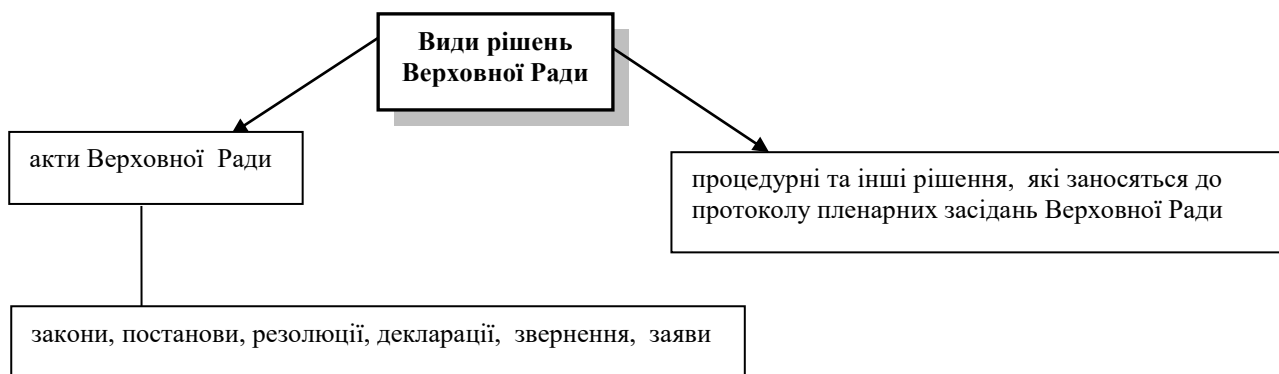 Види рішень
Верховної Ради
акти Верховної Ради
процедурні та інші рішення, які заносяться до
протоколу пленарних засідань Верховної Ради
закони, постанови, резолюції, декларації, звернення, заяви